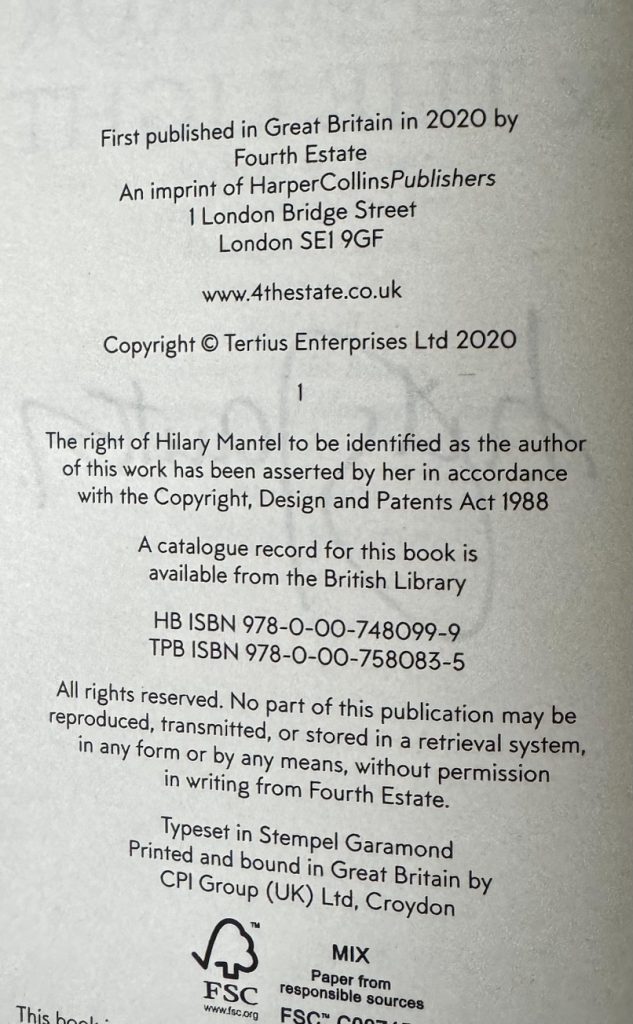 First published in Great Britain in 2020 by
Fourth Estate
An imprint of HarperCollinsPublishers
1 London Bridge Street
London SE1 9GF
www.4thestate.co.uk
Copyright © Tertius Enterprises Ltd 2020
1
The right of Hilary Mantel to be identified as the author
of this work has been asserted by her in accordance
with the Copyright, Design and Patents Act 1988
A catalogue record for this book is
available from the British Library
HB ISBN 978-0-00-748099-9
TPB ISBN 978-0-00-758083-5
All rights reserved. No part of this publication may be
reproduced, transmitted, or stored in a retrieval system,
in any form or by any means, without permission
in writing from Fourth Estate.
Typeset in Stempel Garamond
Printed and bound in Great Britain by
CPI Group (UK) Ltd, Croydon
FSC™
www.fsc.org
MIX
Paper from
responsible sources
FSC™
This